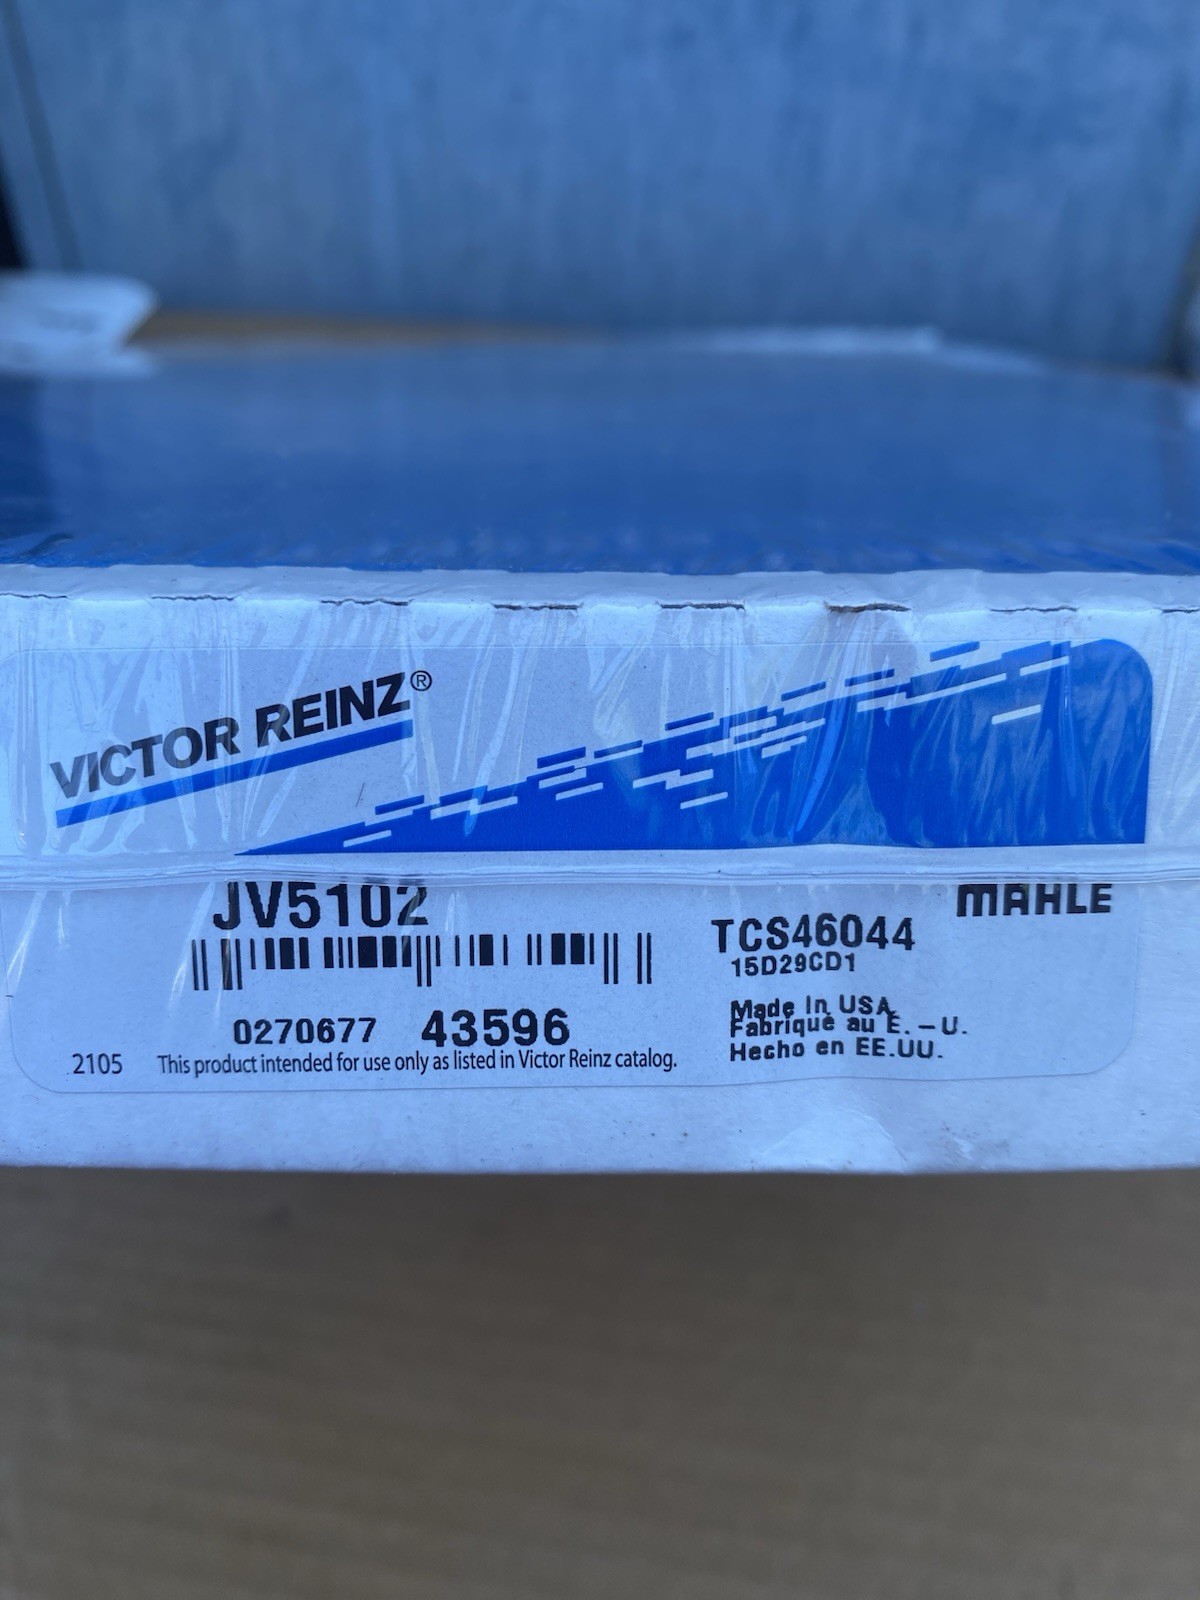 VICTOR REINZ®
JV5102
MAHLE
TCS46044
15D29CD1
0270677 43596
Made In USA
Fabriqué au É.-U.
Hecho en EE.UU.
2105 This product intended for use only as listed in Victor Reinz catalog.